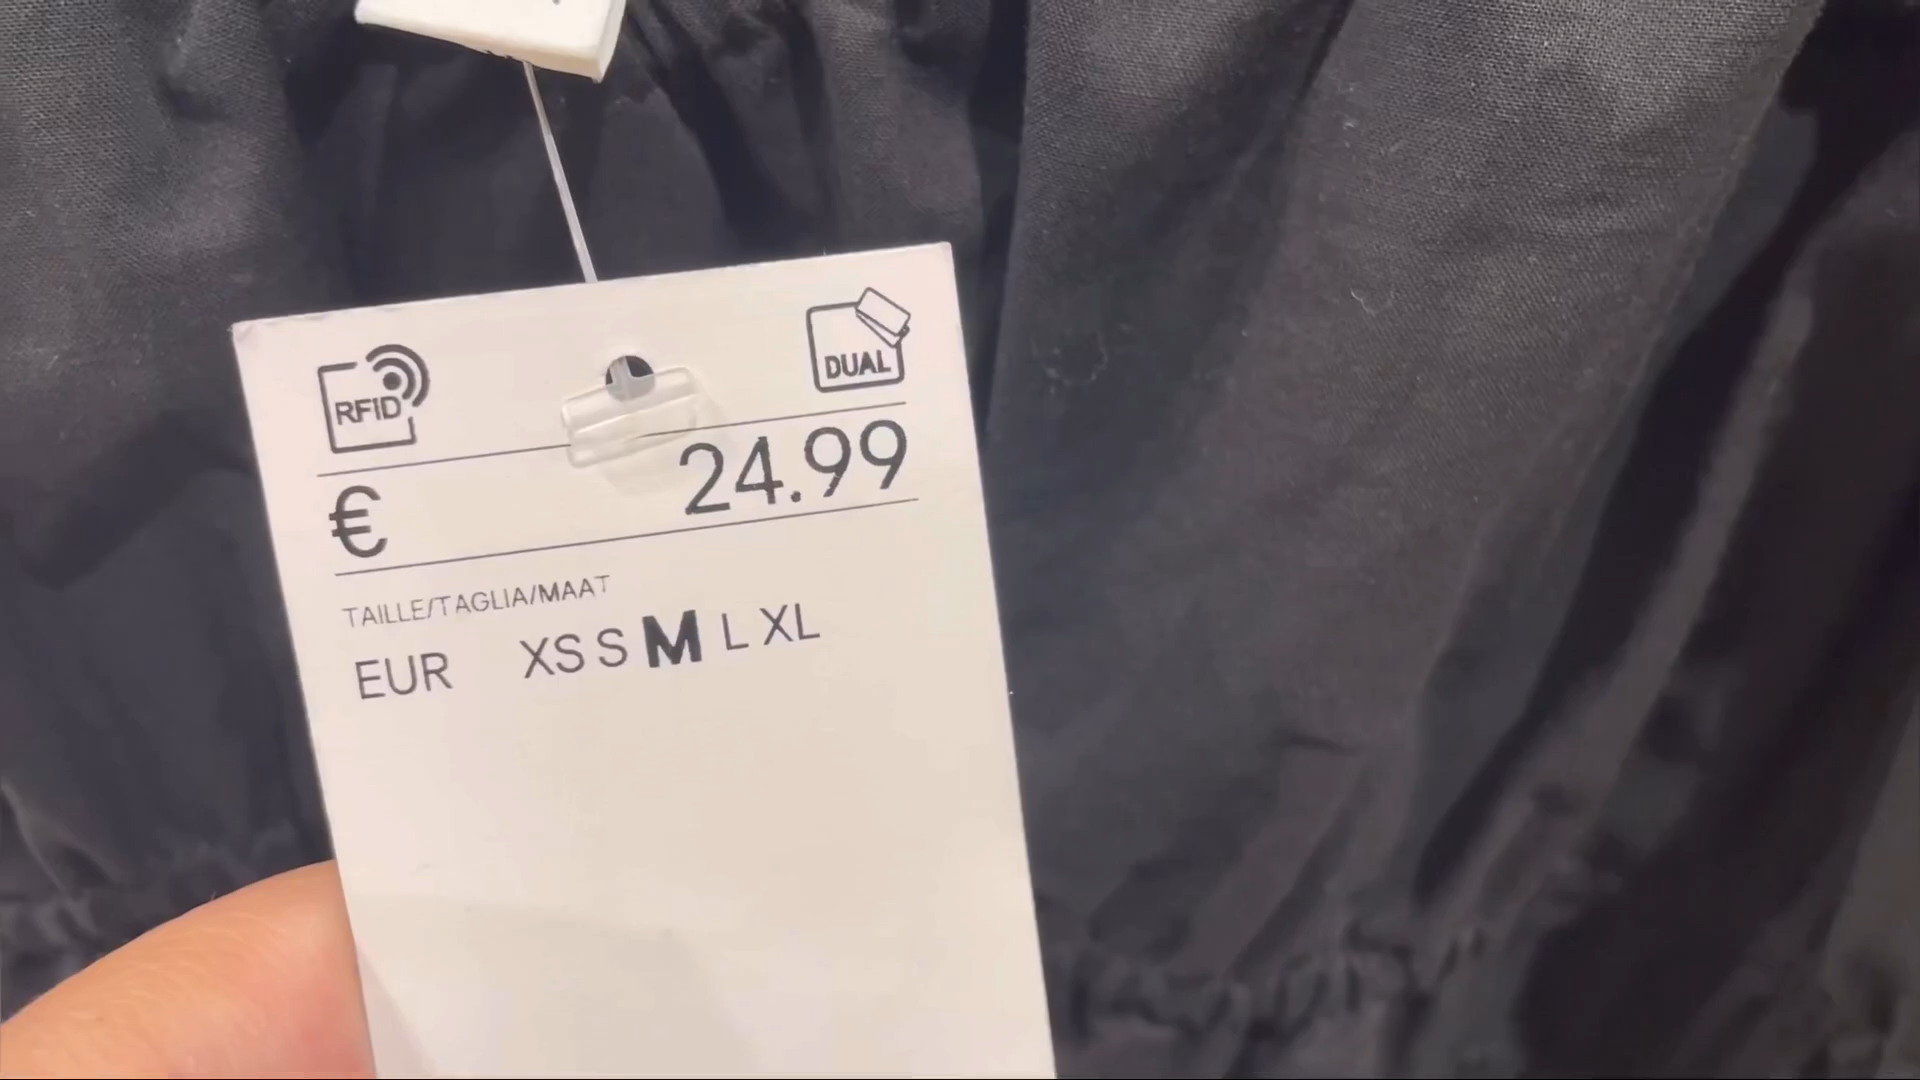 RFID
DUAL
€ 24.99
TAILLE/TAGLIA/MAAT
EUR XS S M L XL